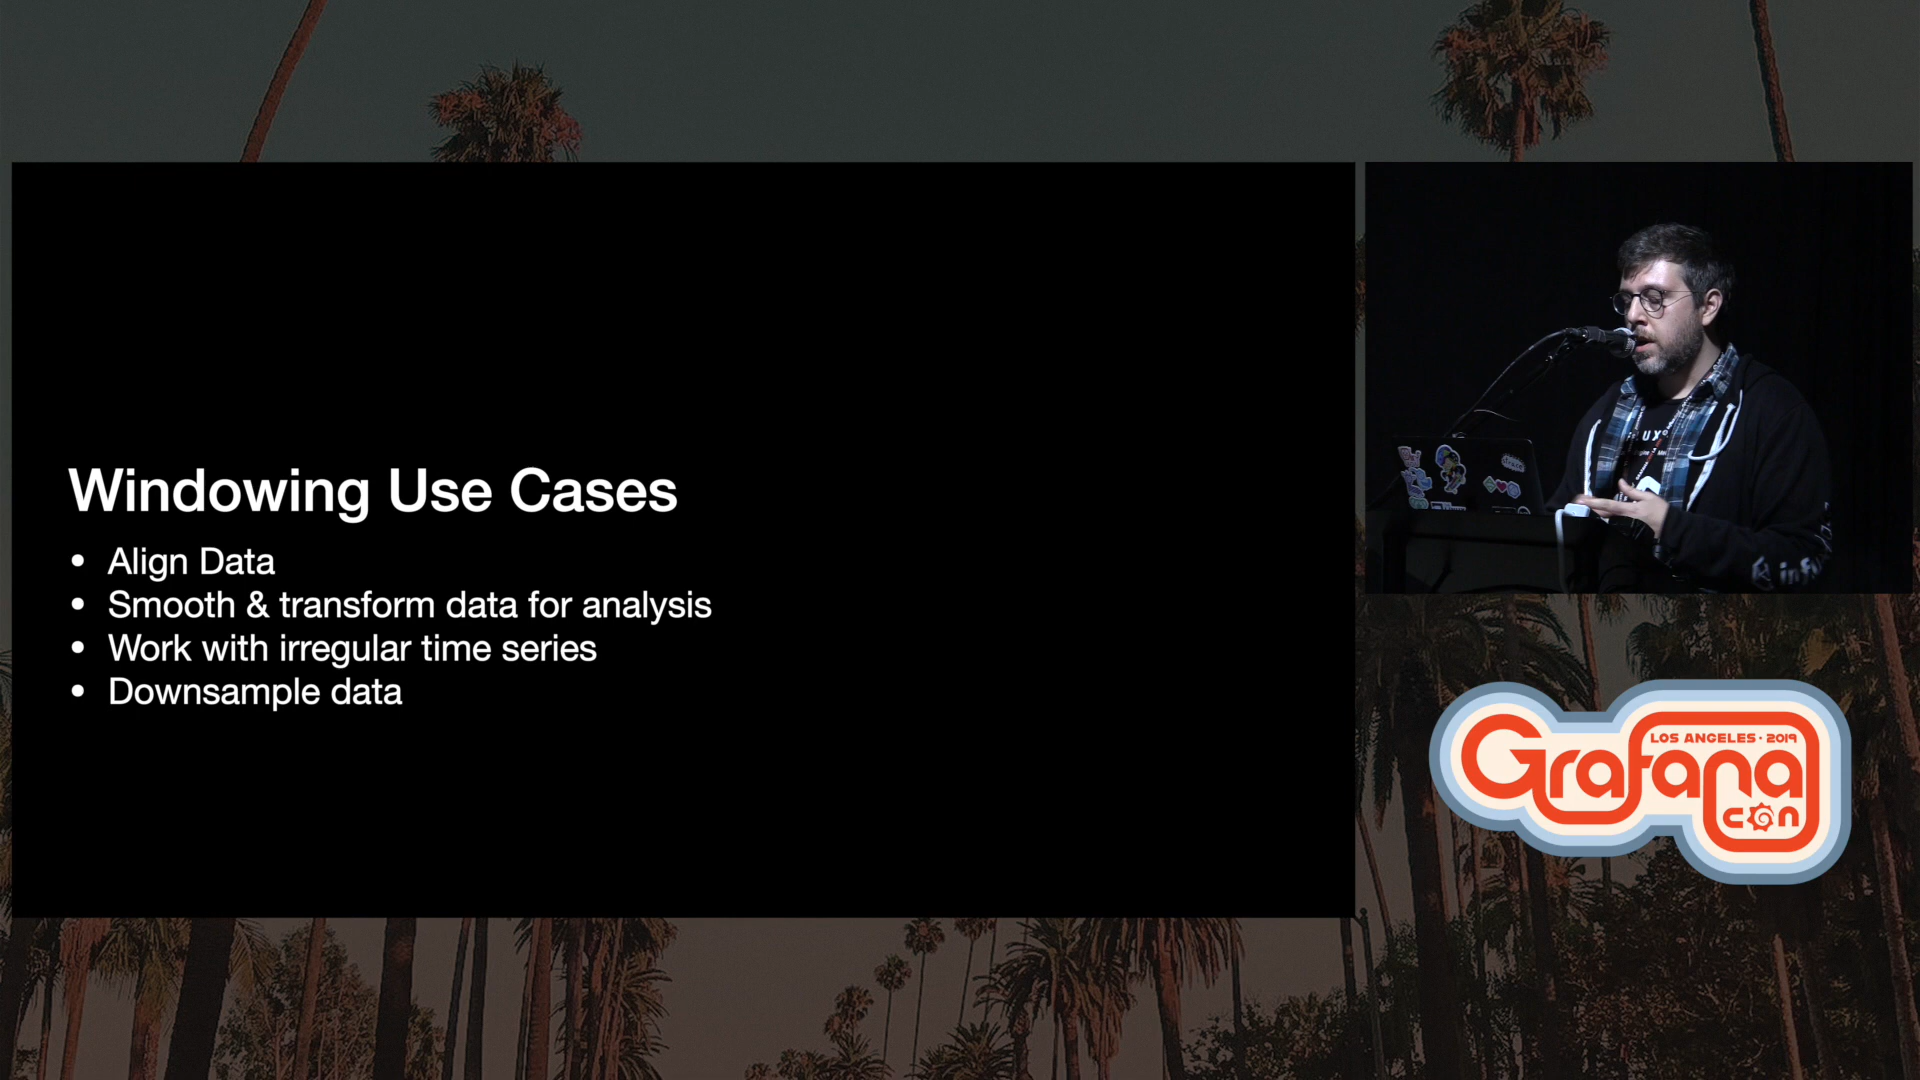 Windowing Use Cases
• Align Data
• Smooth & transform data for analysis
• Work with irregular time series
• Downsample data
LOS ANGELES · 2019
Grafana
con